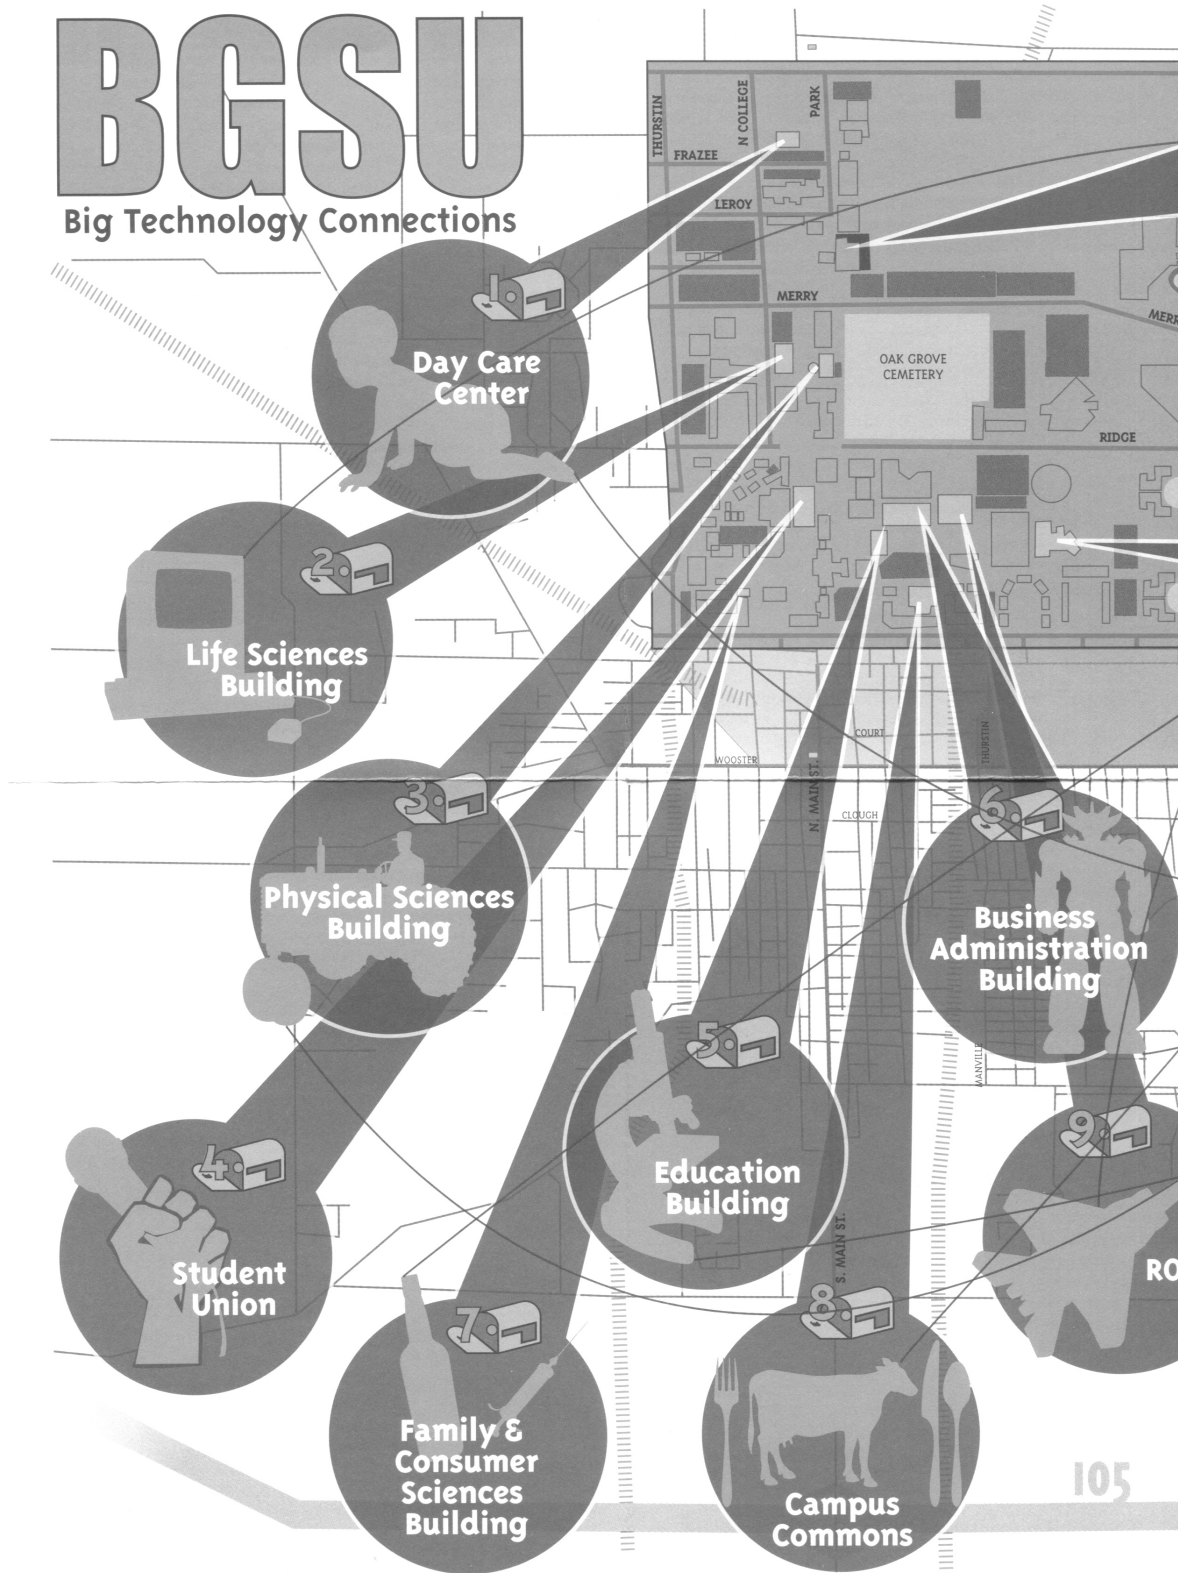 BGSU
Big Technology Connections
THURSTIN
N COLLEGE
PARK
FRAZEE
LEROY
MERRY
OAK GROVE
CEMETERY
RIDGE
1
Day Care
Center
2
Life Sciences
Building
3
Physical Sciences
Building
4
Student
Union
5
Education
Building
6
Business
Administration
Building
7
Family &
Consumer
Sciences
Building
8
Campus
Commons
9
WOOSTER
COURT
CLOUGH
THURSTIN
N. MAIN ST.
S. MAIN ST.
MANVILLE
105